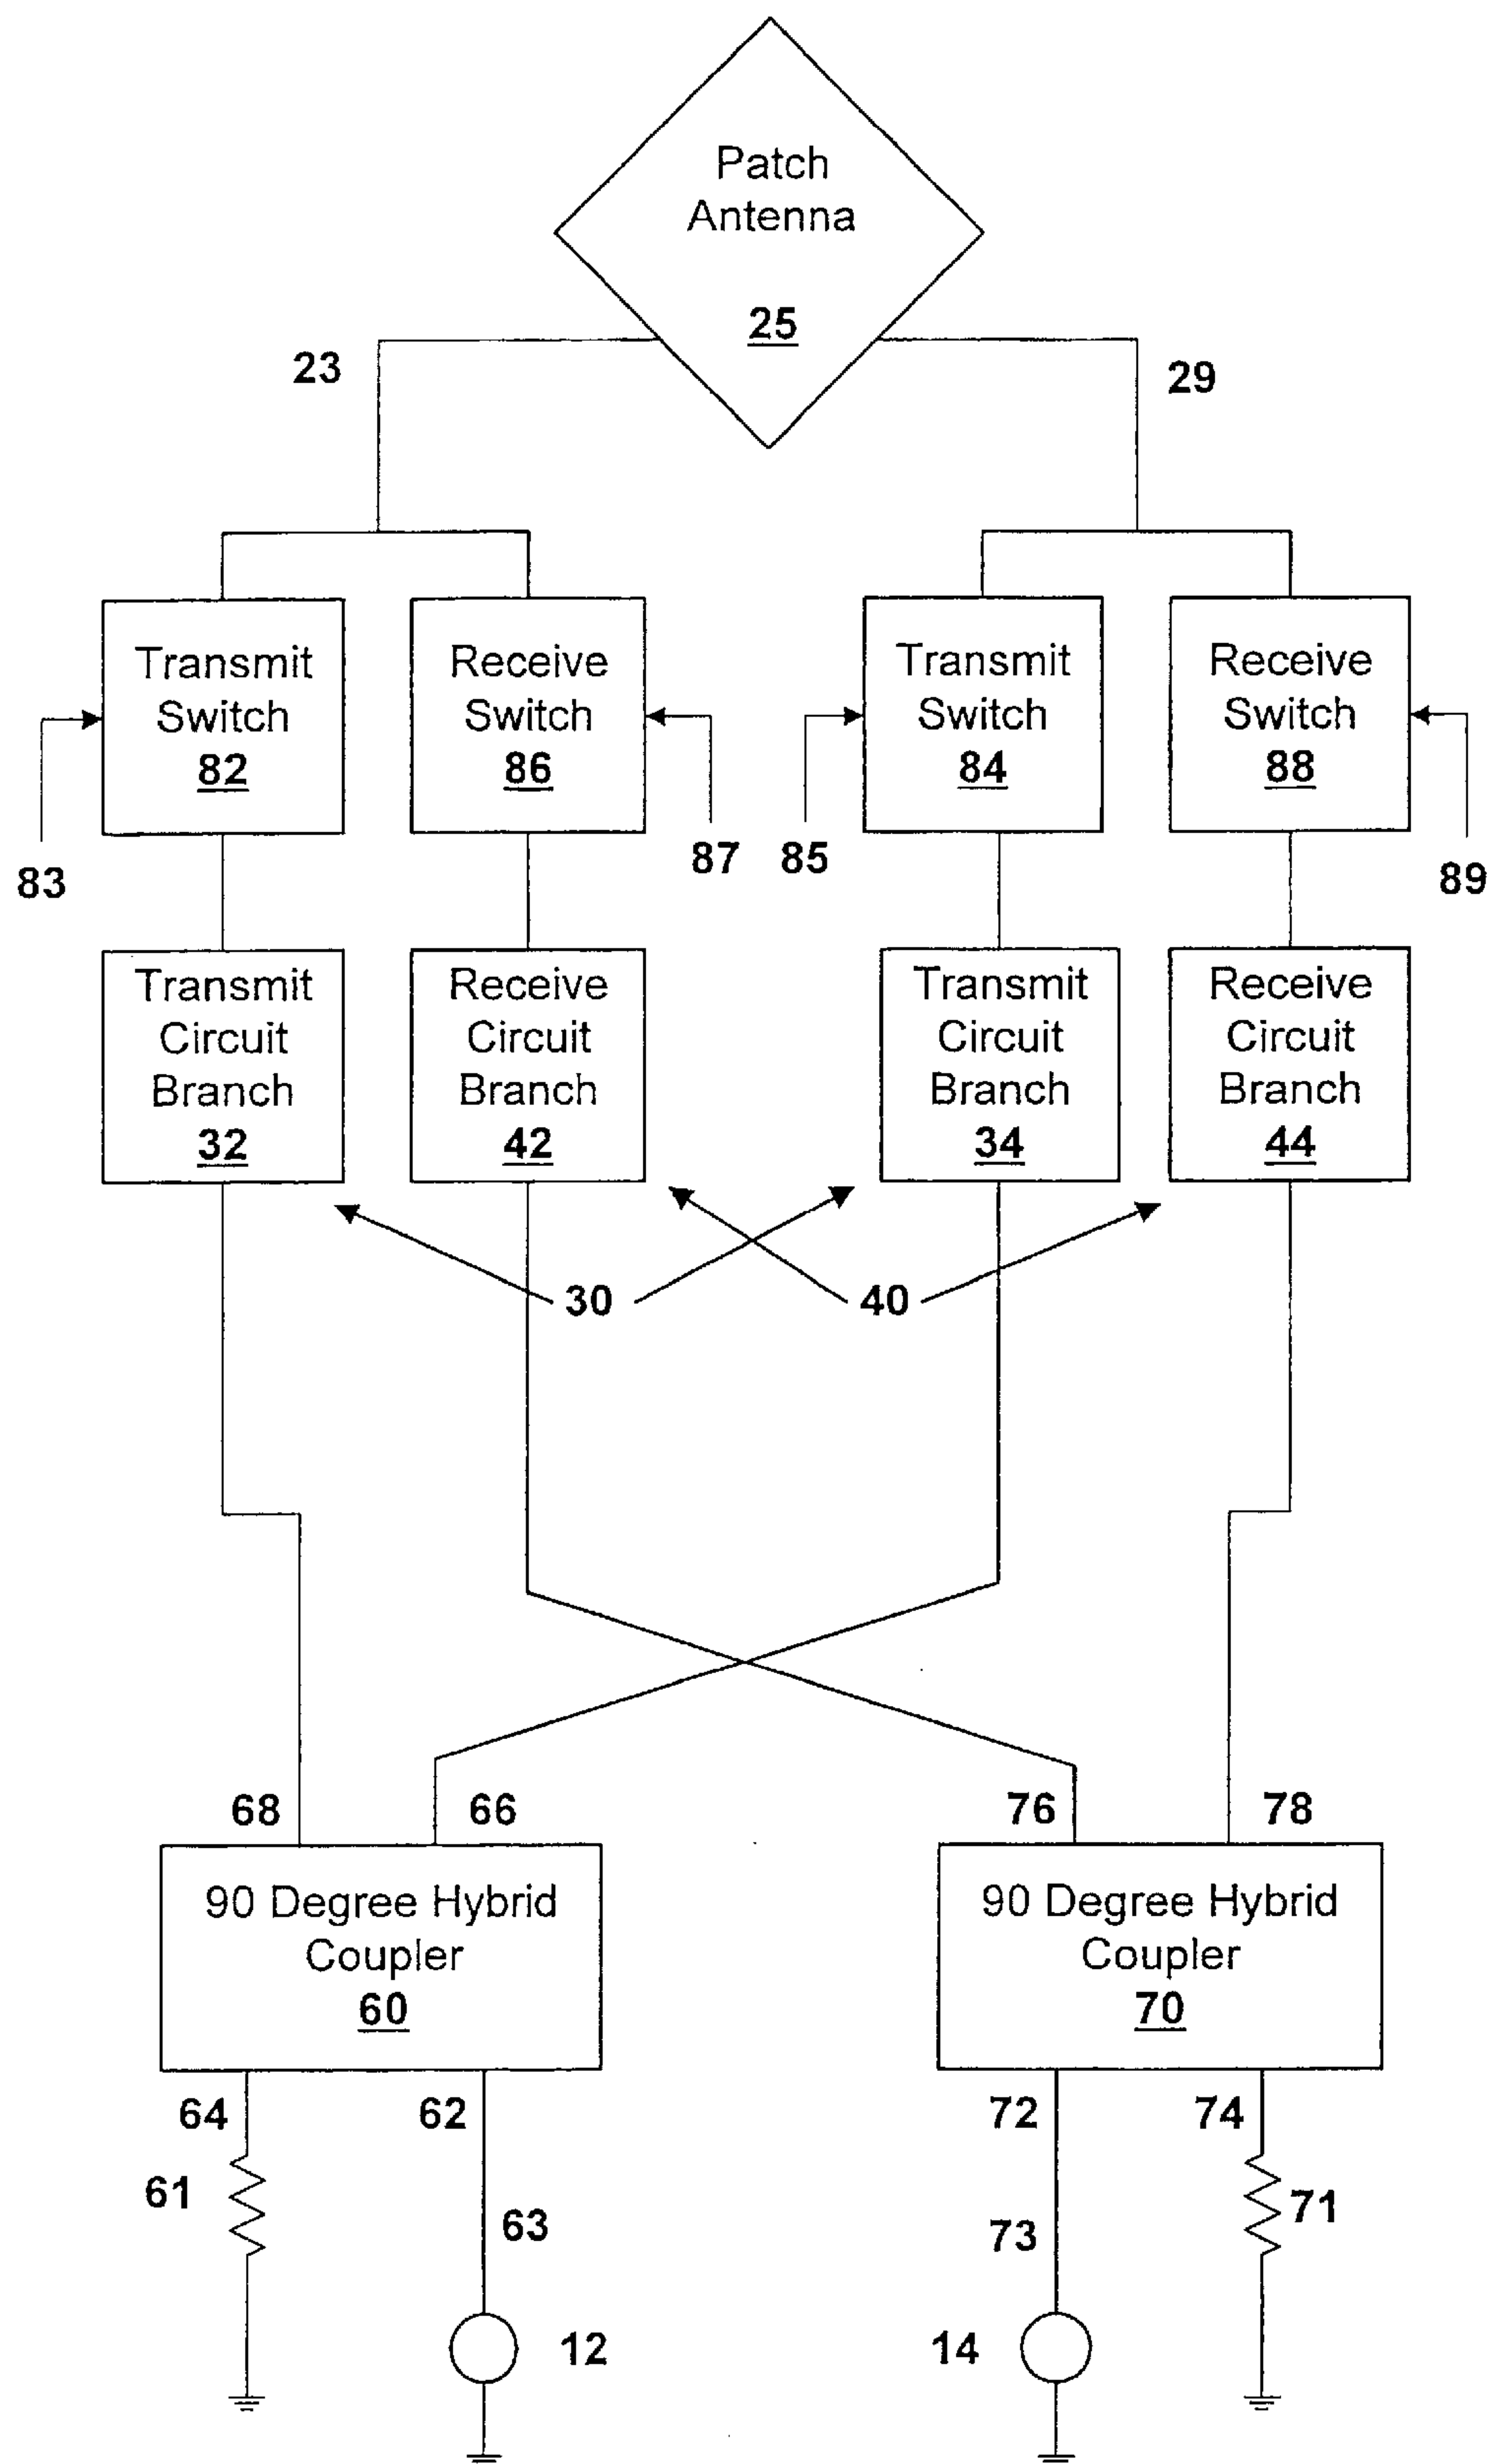 Patch
Antenna
25
23
29
Transmit
Switch
82
Receive
Switch
86
Transmit
Switch
84
Receive
Switch
88
83
87
85
89
Transmit
Circuit
Branch
32
Receive
Circuit
Branch
42
Transmit
Circuit
Branch
34
Receive
Circuit
Branch
44
30
40
68
66
76
78
90 Degree Hybrid
Coupler
60
90 Degree Hybrid
Coupler
70
64
62
72
74
61
63
73
71
12
14